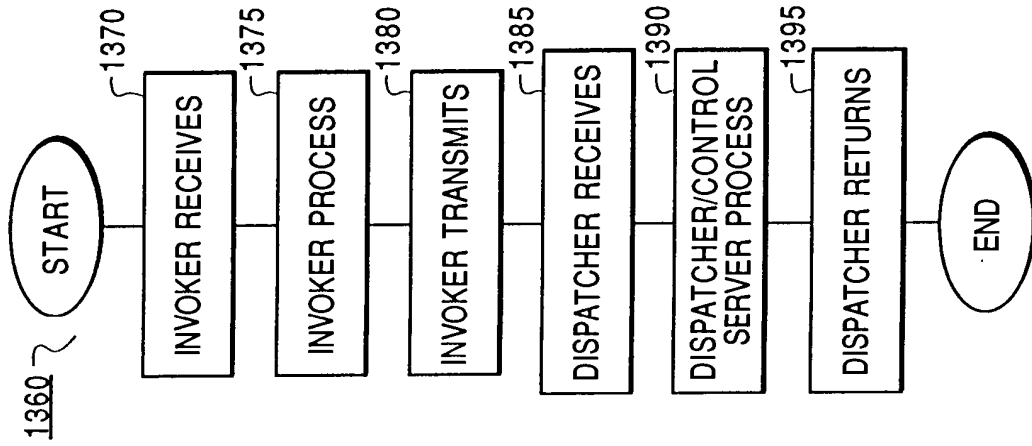 1360
START
1370
INVOKER RECEIVES
1375
INVOKER PROCESS
1380
INVOKER TRANSMITS
1385
DISPATCHER RECEIVES
1390
DISPATCHER/CONTROL
SERVER PROCESS
1395
DISPATCHER RETURNS
END